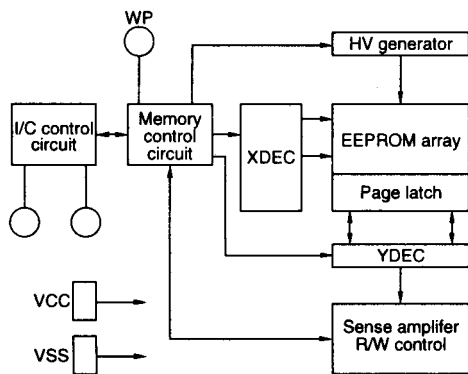 WP
HV generator
I/C control
circuit
Memory
control
circuit
XDEC
EEPROM array
Page latch
YDEC
VCC
VSS
Sense amplifer
R/W control